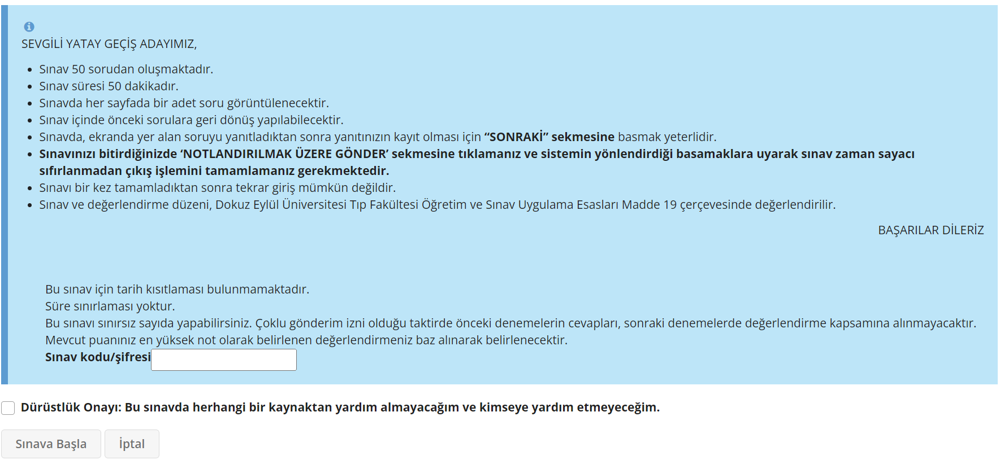 SEVGİLİ YATAY GEÇİŞ ADAYIMIZ,
• Sınav 50 sorudan oluşmaktadır.
• Sınav süresi 50 dakikadır.
• Sınavda her sayfada bir adet soru görüntülenecektir.
• Sınav içinde önceki sorulara geri dönüş yapılabilecektir.
• Sınavda, ekranda yer alan soruyu yanıtladıktan sonra yanıtınızın kayıt olması için “SONRAKİ” sekmesine basmak yeterlidir.
• Sınavınızı bitirdiğinizde ‘NOTLANDIRILMAK ÜZERE GÖNDER’ sekmesine tıklamanız ve sistemin yönlendirdiği basamaklara uyarak sınav zaman sayacı
sıfırlanmadan çıkış işlemini tamamlamanız gerekmektedir.
• Sınavı bir kez tamamladıktan sonra tekrar giriş mümkün değildir.
• Sınav ve değerlendirme düzeni, Dokuz Eylül Üniversitesi Tıp Fakültesi Öğretim ve Sınav Uygulama Esasları Madde 19 çerçevesinde değerlendirilir.
BAŞARILAR DİLERİZ
Bu sınav için tarih kısıtlaması bulunmamaktadır.
Süre sınırlaması yoktur.
Bu sınavı sınırsız sayıda yapabilirsiniz. Çoklu gönderim izni olduğu taktirde önceki denemelerin cevapları, sonraki denemelerde değerlendirme kapsamına alınmayacaktır.
Mevcut puanınız en yüksek not olarak belirlenen değerlendirmeniz baz alınarak belirlenecektir.
Sınav kodu/şifresi
Dürüstlük Onayı: Bu sınavda herhangi bir kaynaktan yardım almayacağım ve kimseye yardım etmeyeceğim.
Sınava Başla İptal